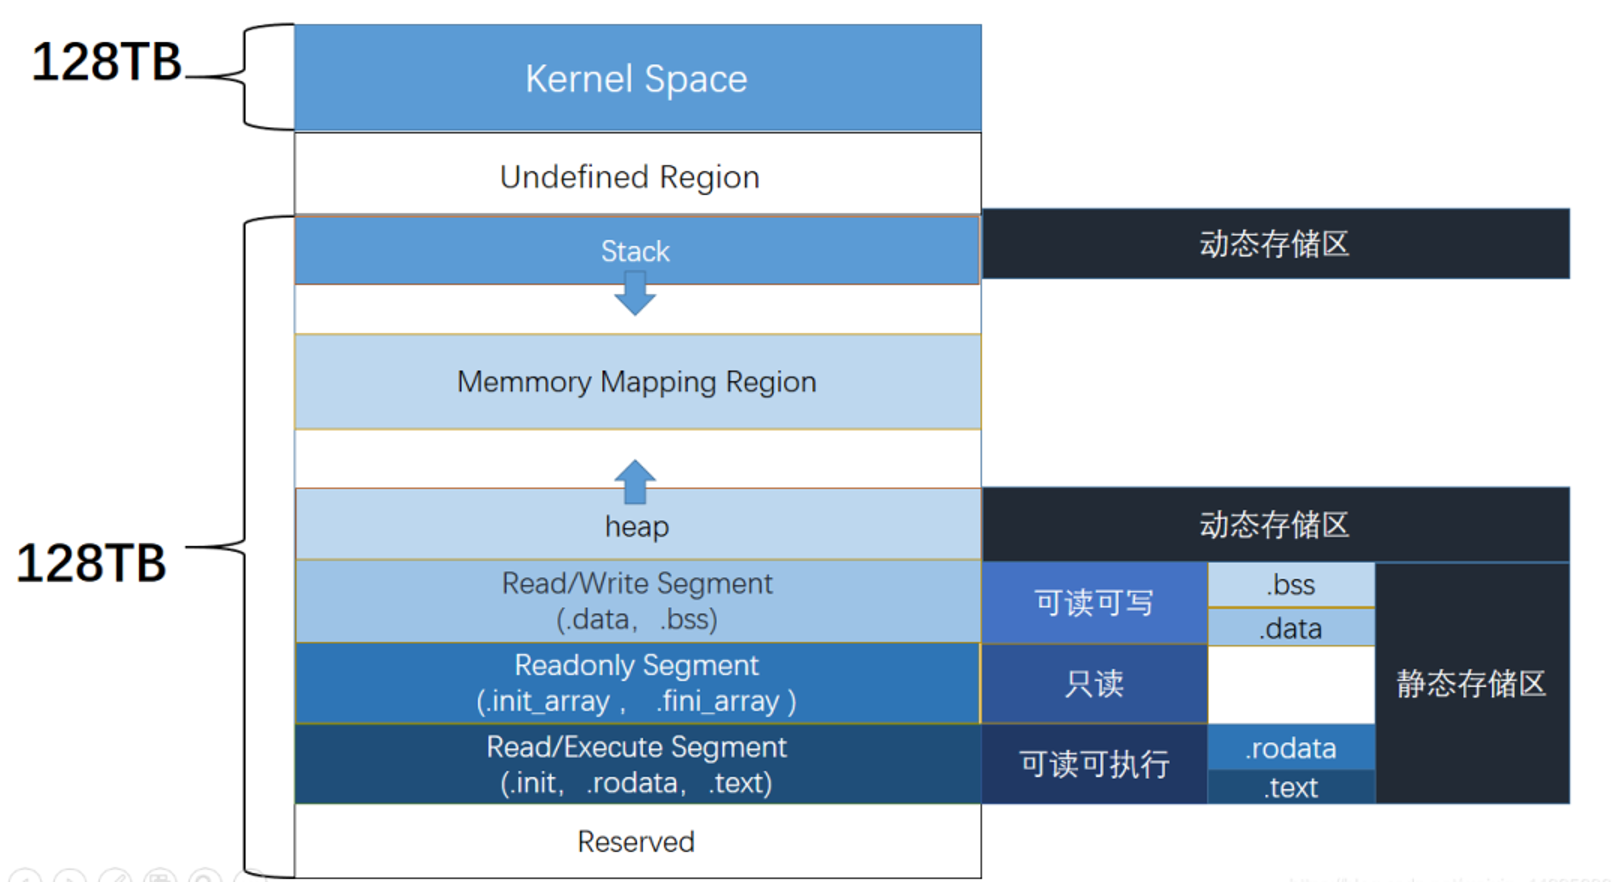 128TB
Kernel Space
Undefined Region
Stack
动态存储区
Memmory Mapping Region
heap
动态存储区
128TB
Read/Write Segment
(.data, .bss)
可读可写
.bss
.data
Readonly Segment
(.init_array , .fini_array )
只读
静态存储区
Read/Execute Segment
(.init, .rodata, .text)
可读可执行
.rodata
.text
Reserved